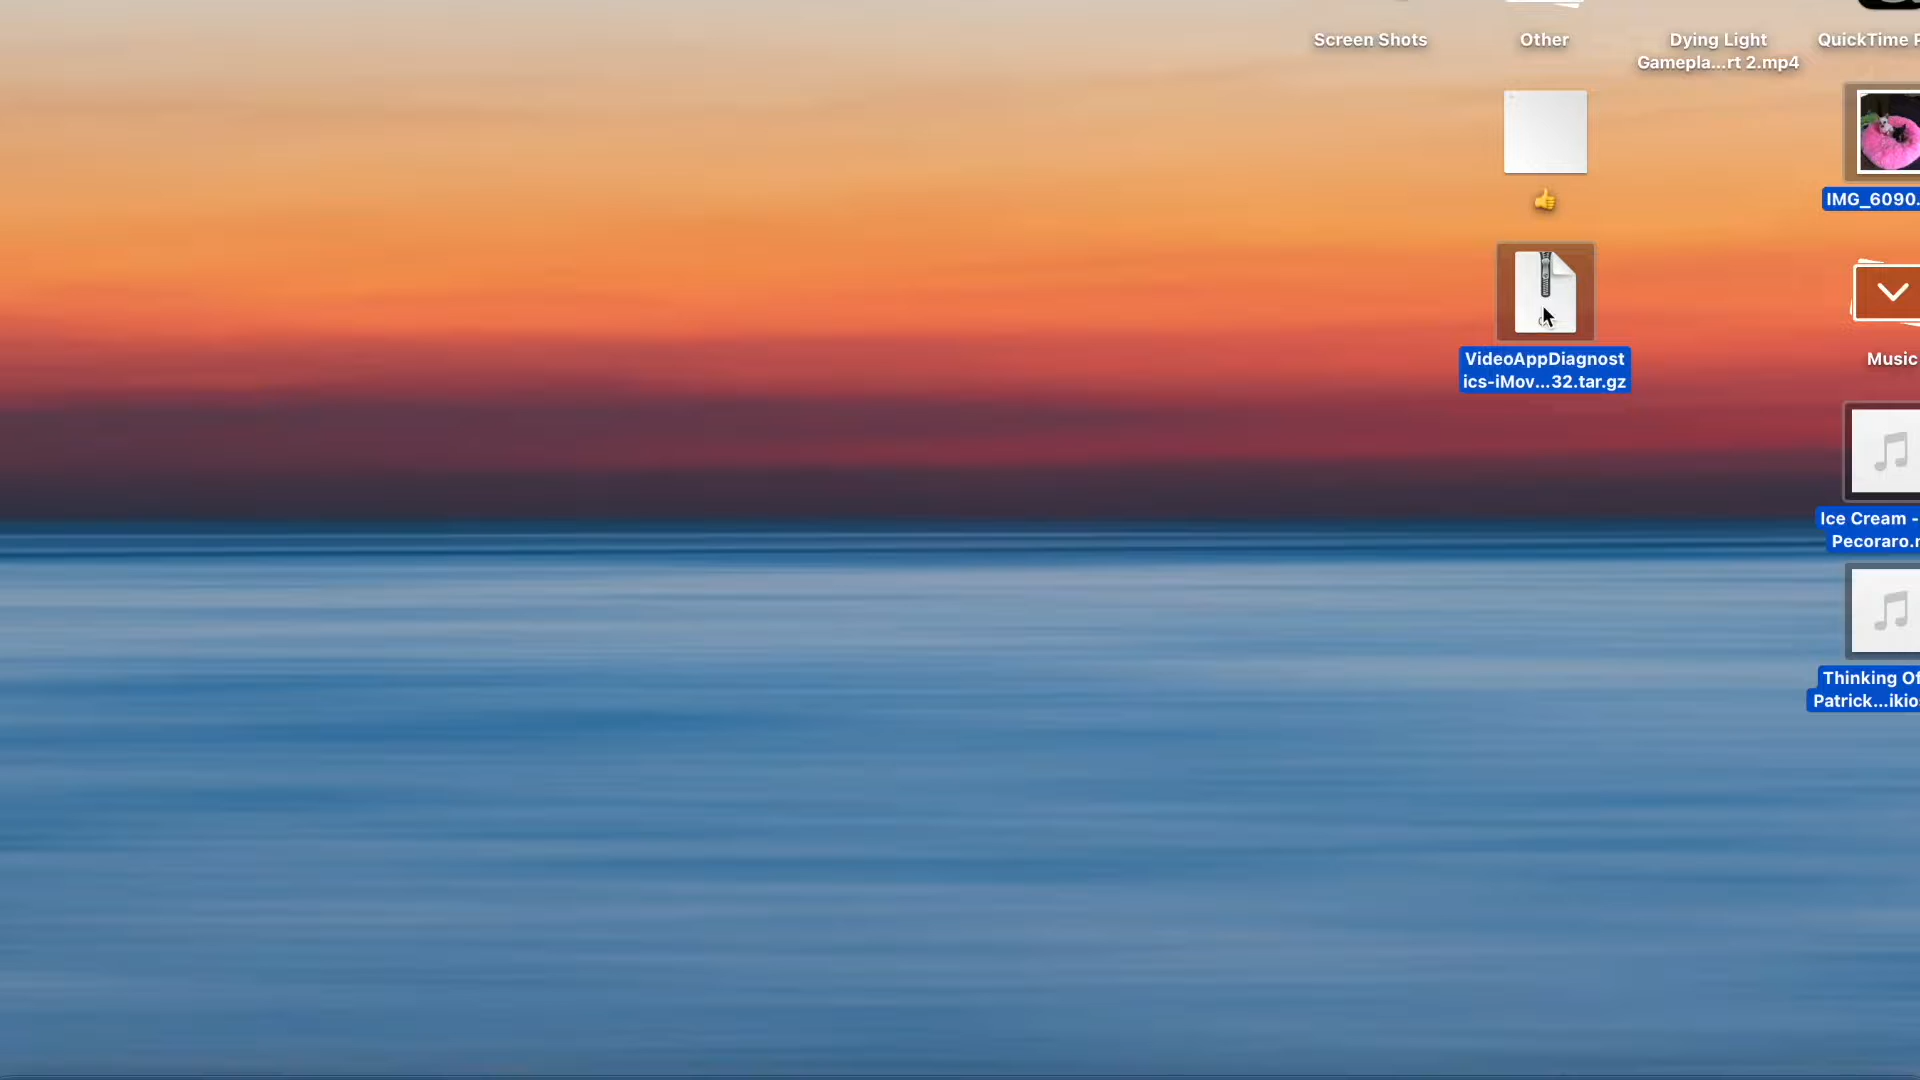 Screen Shots
Other
Dying Light
Gamepla...rt 2.mp4
QuickTime P
👍
IMG_6090.
VideoAppDiagnost
ics-iMov...32.tar.gz
Music
Ice Cream -
Pecoraro.
Thinking Of
Patrick...ikio